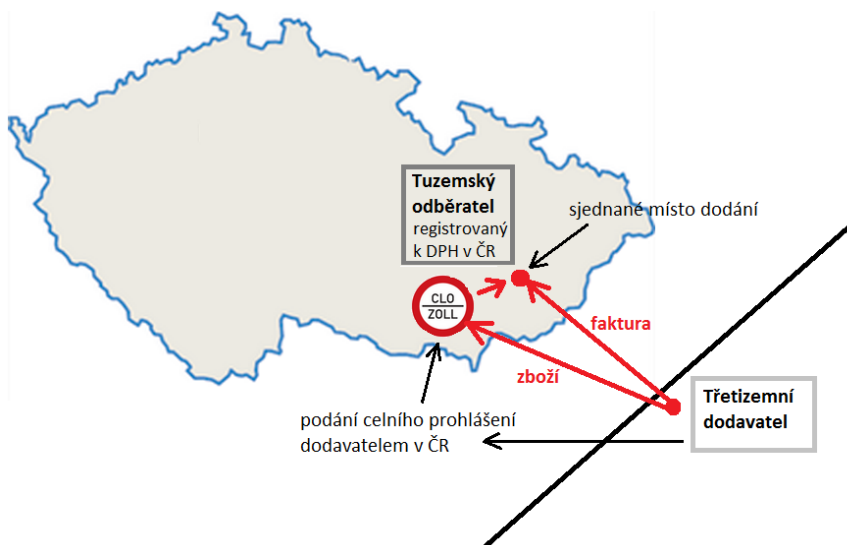 Tuzemský
odběratel
registrovaný
k DPH v ČR
sjednané místo dodání
CLO
ZOLL
faktura
zboží
Třetizemní
dodavatel
podání celního prohlášení
dodavatelem v ČR